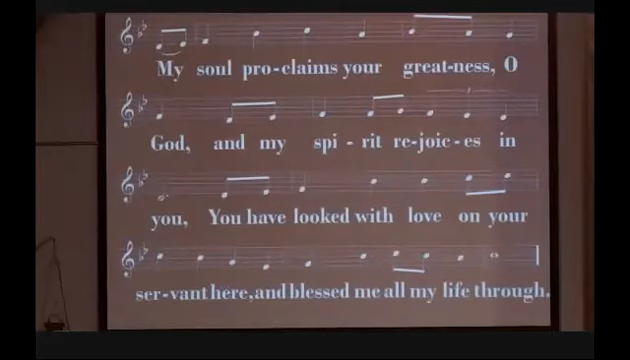 My soul pro-claims your great-ness, O
God, and my spi - rit re-joic - es in
you, You have looked with love on your
ser-vant here, and blessed me all my life through.